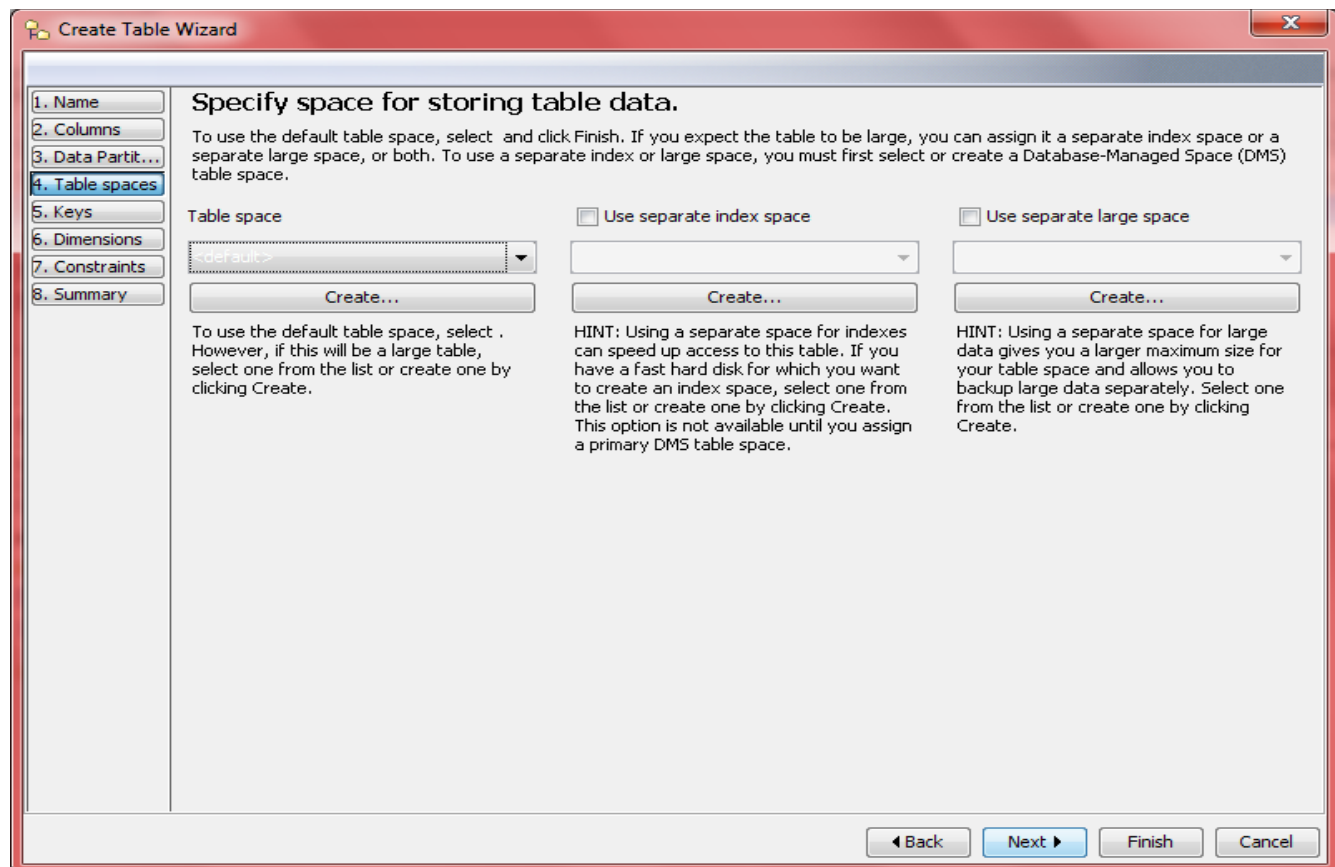 Create Table Wizard
1. Name
2. Columns
3. Data Partit...
4. Table spaces
5. Keys
6. Dimensions
7. Constraints
8. Summary
Specify space for storing table data.
To use the default table space, select  and click Finish. If you expect the table to be large, you can assign it a separate index space or a
separate large space, or both. To use a separate index or large space, you must first select or create a Database-Managed Space (DMS)
table space.
Table space
<default>
Create...
To use the default table space, select .
However, if this will be a large table,
select one from the list or create one by
clicking Create.
Use separate index space
Create...
HINT: Using a separate space for indexes
can speed up access to this table. If you
have a fast hard disk for which you want
to create an index space, select one from
the list or create one by clicking Create.
This option is not available until you assign
a primary DMS table space.
Use separate large space
Create...
HINT: Using a separate space for large
data gives you a larger maximum size for
your table space and allows you to
backup large data separately. Select one
from the list or create one by clicking
Create.
Back
Next
Finish
Cancel